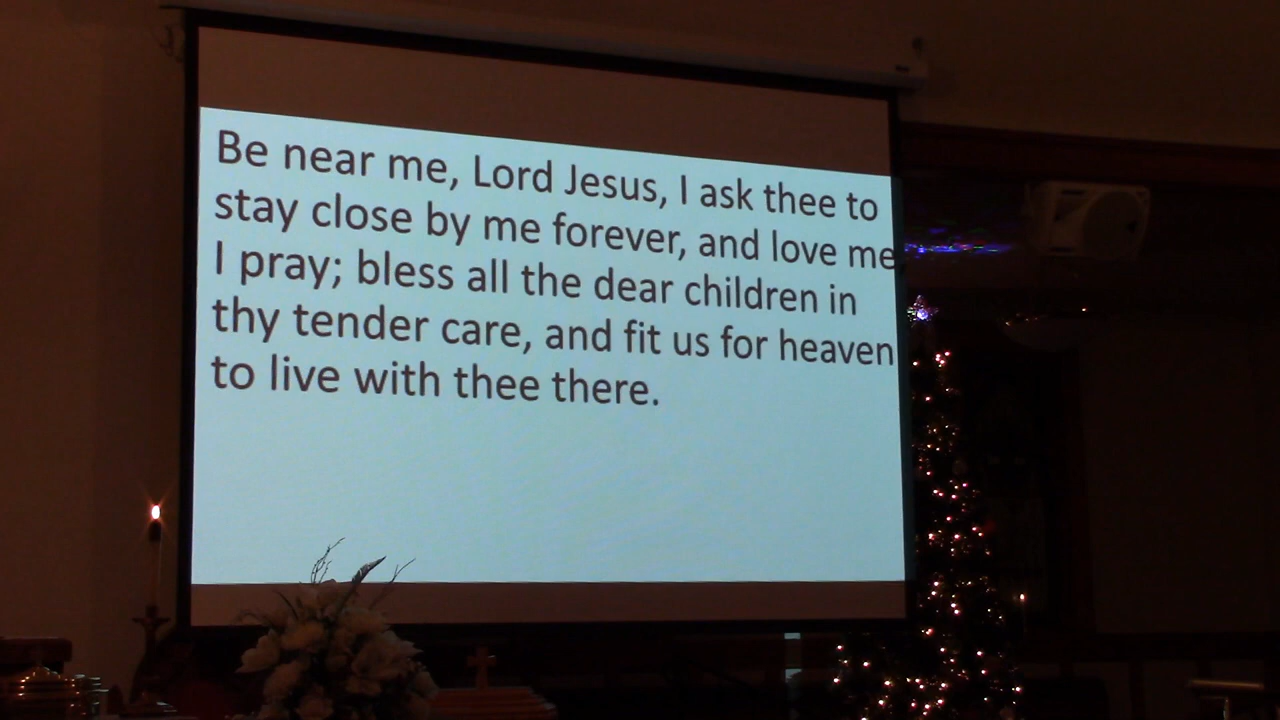 Be near me, Lord Jesus, I ask thee to
stay close by me forever, and love me
I pray; bless all the dear children in
thy tender care, and fit us for heaven
to live with thee there.